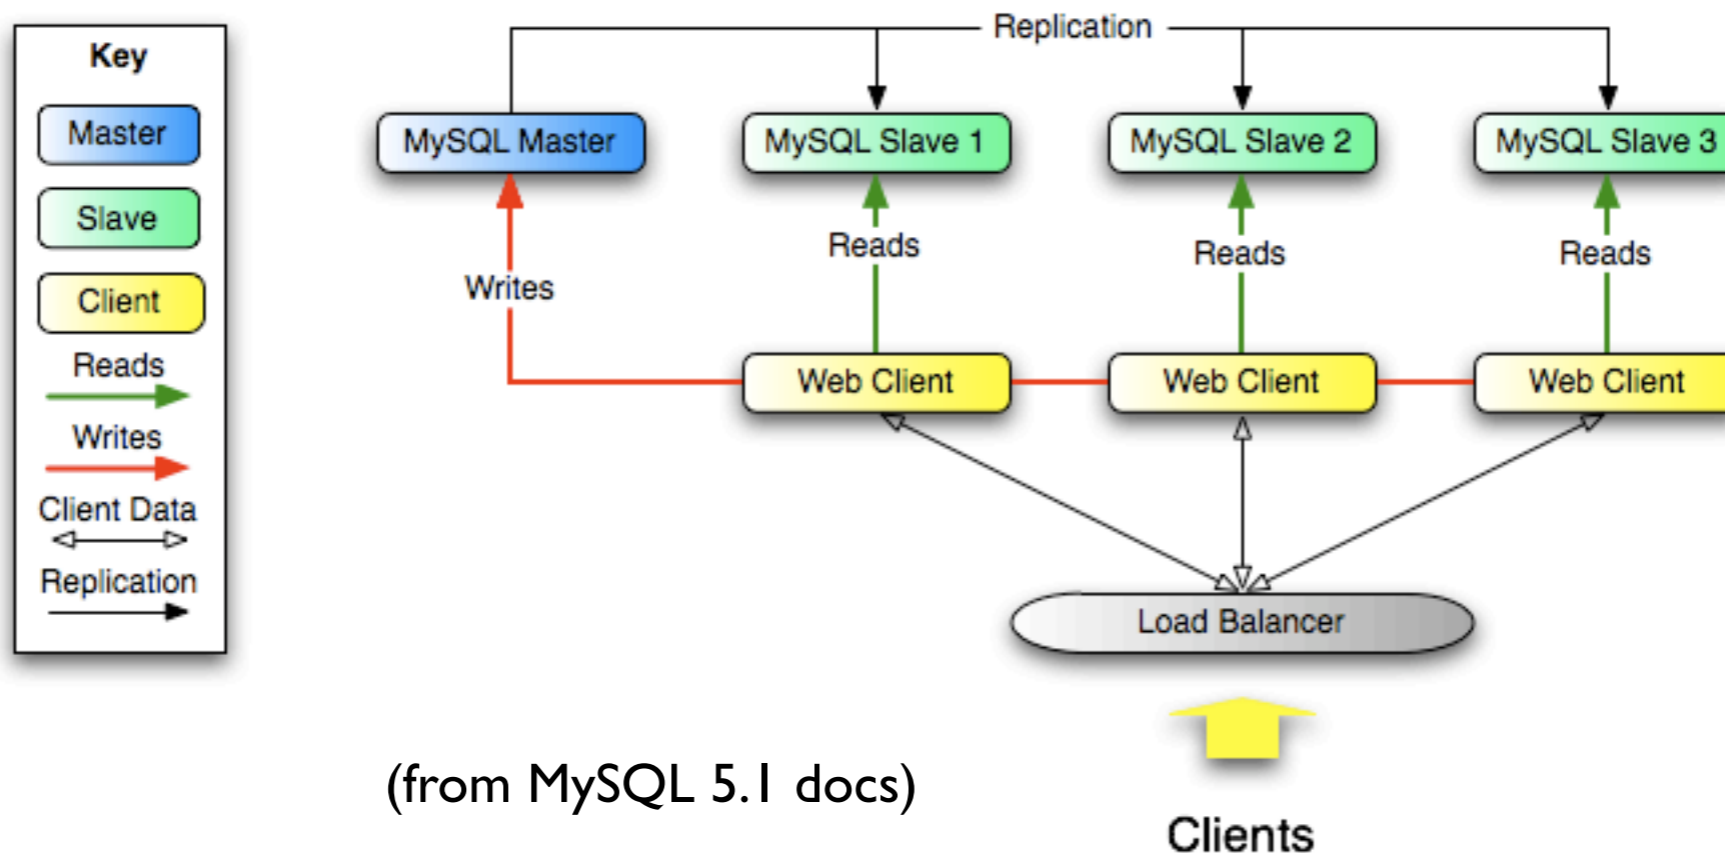 Key
Master
Slave
Client
Reads
Writes
Client Data
Replication
Replication
MySQL Master
MySQL Slave 1
MySQL Slave 2
MySQL Slave 3
Reads
Reads
Reads
Writes
Web Client
Web Client
Web Client
Load Balancer
(from MySQL 5.1 docs)
Clients